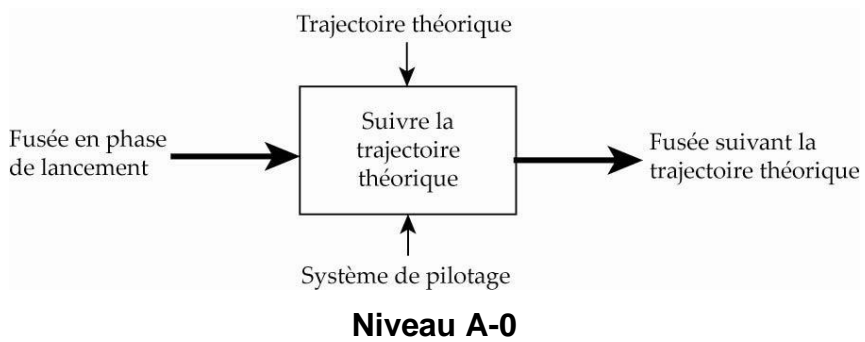 Trajectoire théorique
Fusée en phase
de lancement
Suivre la
trajectoire
théorique
Fusée suivant la
trajectoire théorique
Système de pilotage
Niveau A-0